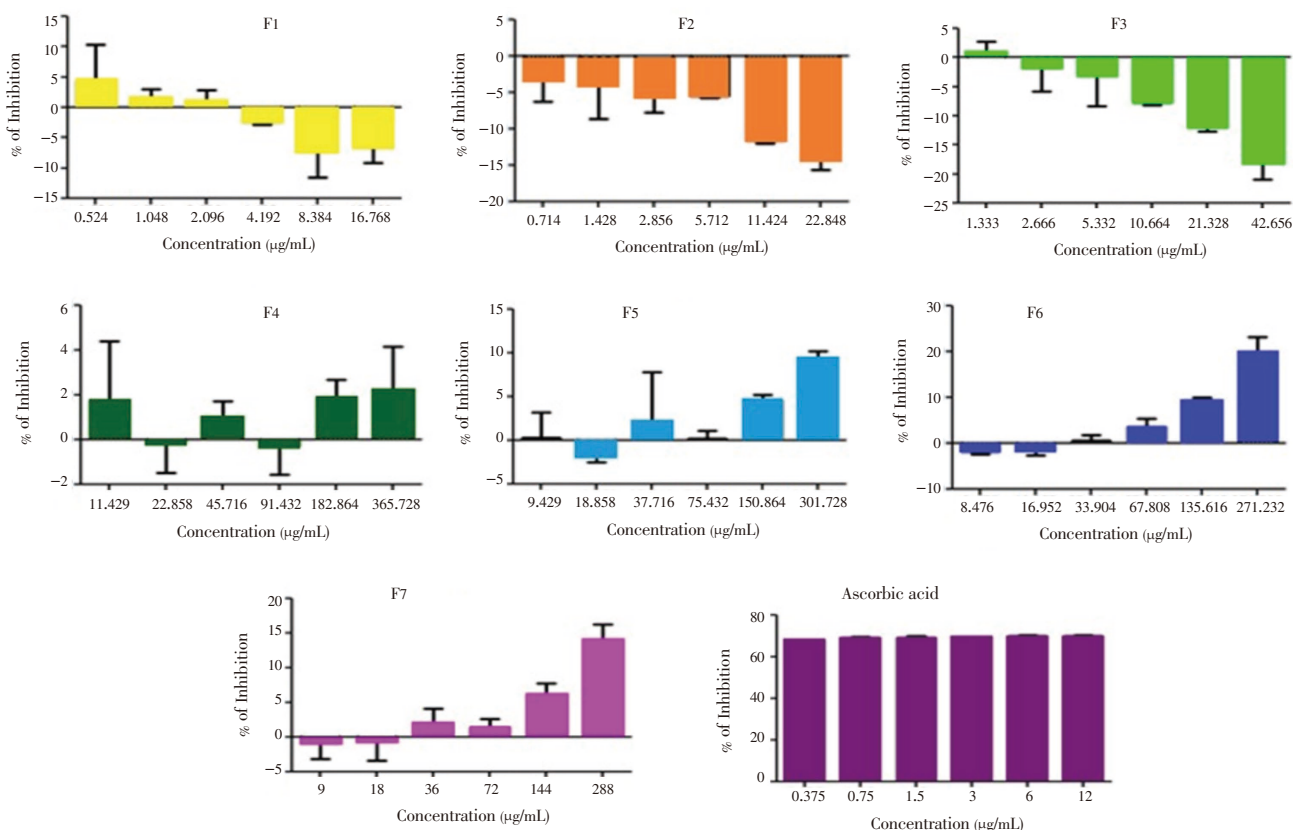 F1
% of Inhibition
15
10
5
0
−5
−10
−15
0.524 1.048 2.096 4.192 8.384 16.768
Concentration (μg/mL)
F2
% of Inhibition
5
0
−5
−10
−15
−20
0.714 1.428 2.856 5.712 11.424 22.848
Concentration (μg/mL)
F3
% of Inhibition
5
0
−5
−10
−15
−20
−25
1.333 2.666 5.332 10.664 21.328 42.656
Concentration (μg/mL)
F4
% of Inhibition
6
4
2
0
−2
11.429 22.858 45.716 91.432 182.864 365.728
Concentration (μg/mL)
F5
% of Inhibition
15
10
5
0
−5
9.429 18.858 37.716 75.432 150.864 301.728
Concentration (μg/mL)
F6
% of Inhibition
30
20
10
0
−10
8.476 16.952 33.904 67.808 135.616 271.232
Concentration (μg/mL)
F7
% of Inhibition
20
15
10
5
0
−5
9 18 36 72 144 288
Concentration (μg/mL)
Ascorbic acid
% of Inhibition
80
60
40
20
0
0.375 0.75 1.5 3 6 12
Concentration (μg/mL)